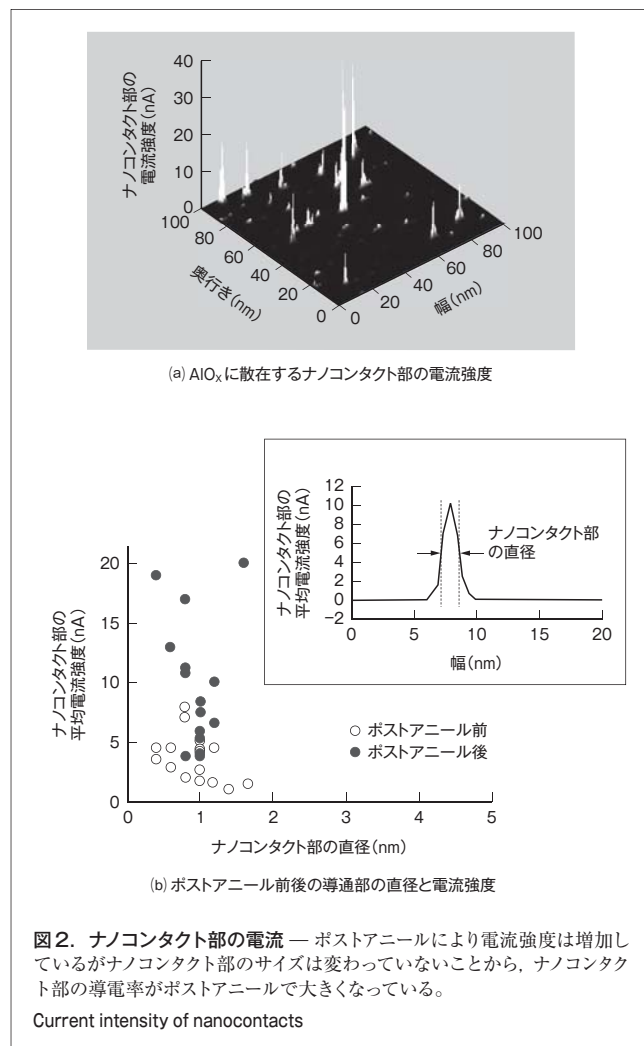 40
30
20
10
0
ナノコンタクト部の
電流強度(nA)
100
80
60
40
20
0
奥行き(nm)
0
20
40
60
80
100
幅(nm)
(a) AlOxに散在するナノコンタクト部の電流強度
12
10
8
6
4
2
0
−2
ナノコンタクト部の
平均電流強度(nA)
ナノコンタクト部
の直径
0
5
10
15
20
幅(nm)
20
15
10
5
0
ナノコンタクト部の
平均電流強度(nA)
○ ポストアニール前
● ポストアニール後
0
1
2
3
4
5
ナノコンタクト部の直径(nm)
(b) ポストアニール前後の導通部の直径と電流強度
図2. ナノコンタクト部の電流 — ポストアニールにより電流強度は増加し
ているがナノコンタクト部のサイズは変わっていないことから，ナノコンタク
ト部の導電率がポストアニールで大きくなっている。
Current intensity of nanocontacts